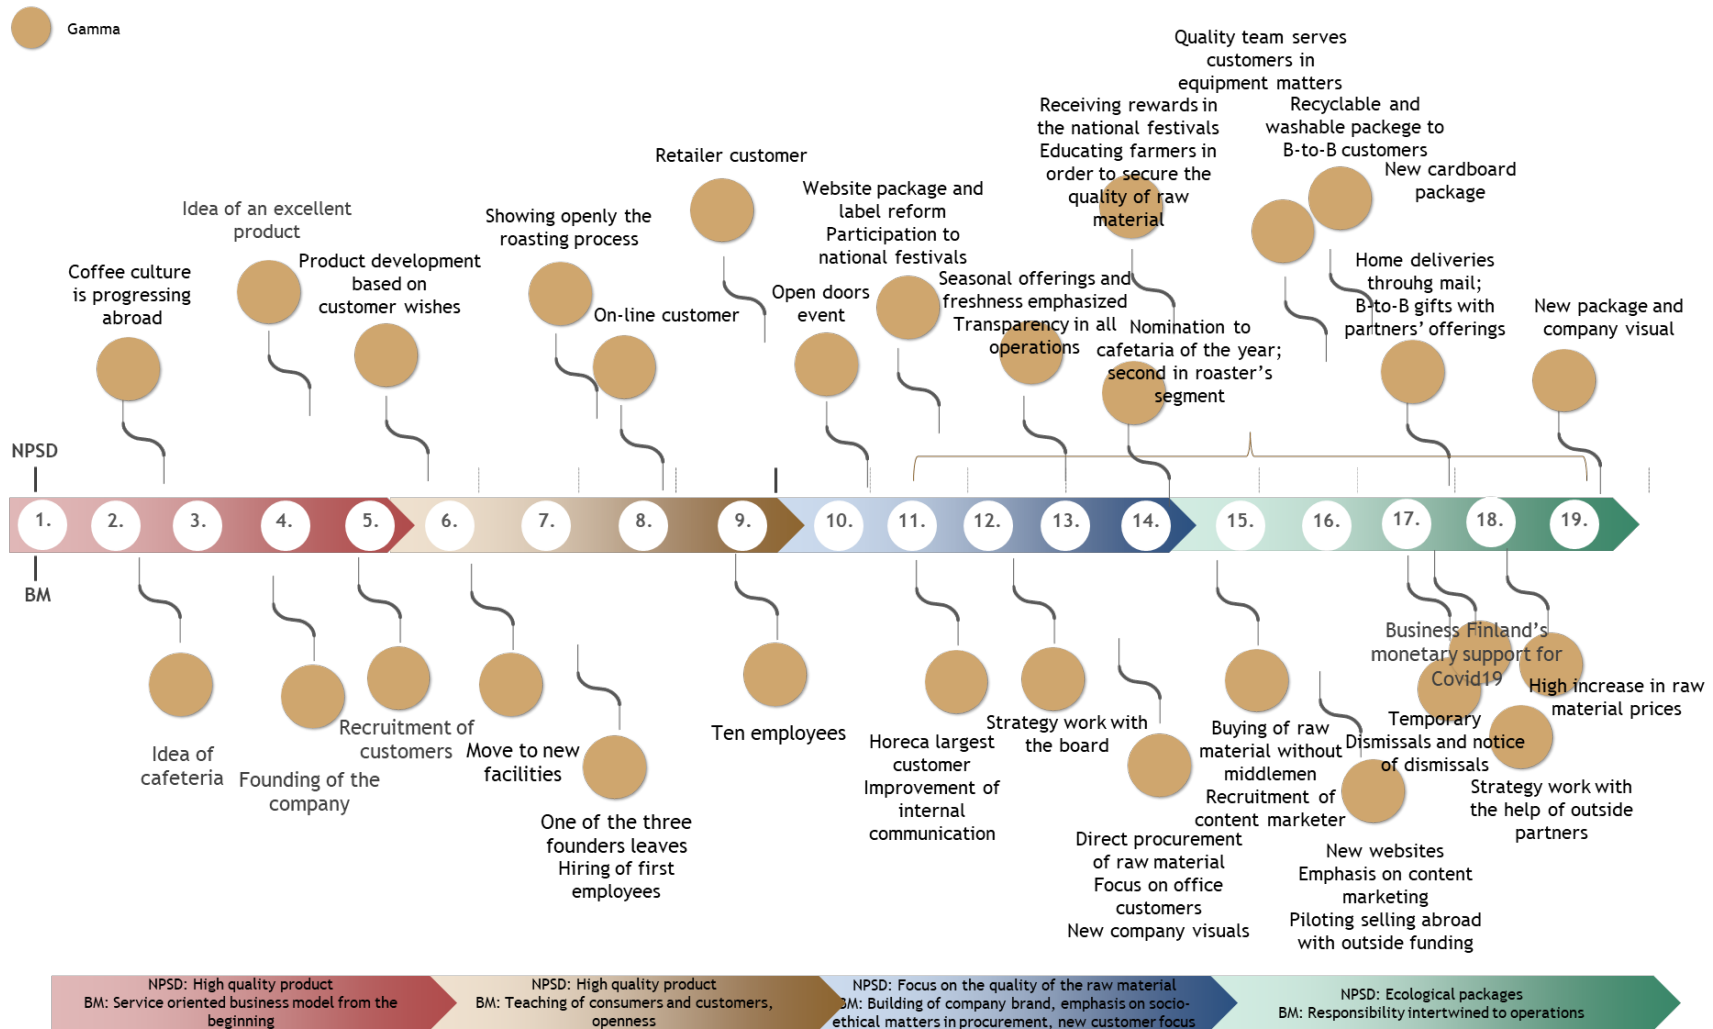 Gamma
Quality team serves
customers in
equipment matters
Receiving rewards in
the national festivals
Educating farmers in
order to secure the
quality of raw
material
Recyclable and
washable packege to
B-to-B customers
New cardboard
package
Retailer customer
Website package and
label reform
Participation to
national festivals
Idea of an excellent
product
Showing openly the
roasting process
Coffee culture
is progressing
abroad
Product development
based on
customer wishes
On-line customer
Open doors
event
Seasonal offerings and
freshness emphasized
Transparency in all
operations
Nomination to
cafetaria of the year;
second in roaster’s
segment
Home deliveries
throuhg mail;
B-to-B gifts with
partners’ offerings
New package and
company visual
NPSD
1.
2.
3.
4.
5.
6.
7.
8.
9.
10.
11.
12.
13.
14.
15.
16.
17.
18.
19.
BM
Idea of
cafeteria
Founding of the
company
Recruitment of
customers
Move to new
facilities
One of the three
founders leaves
Hiring of first
employees
Ten employees
Horeca largest
customer
Improvement of
internal
communication
Strategy work with
the board
Direct procurement
of raw material
Focus on office
customers
New company visuals
Buying of raw
material without
middlemen
Recruitment of
content marketer
New websites
Emphasis on content
marketing
Piloting selling abroad
with outside funding
Business Finland’s
monetary support for
Covid19
Temporary
Dismissals and notice
of dismissals
High increase in raw
material prices
Strategy work with
the help of outside
partners
NPSD: High quality product
BM: Service oriented business model from the
beginning
NPSD: High quality product
BM: Teaching of consumers and customers,
openness
NPSD: Focus on the quality of the raw material
BM: Building of company brand, emphasis on socio-
ethical matters in procurement, new customer focus
NPSD: Ecological packages
BM: Responsibility intertwined to operations